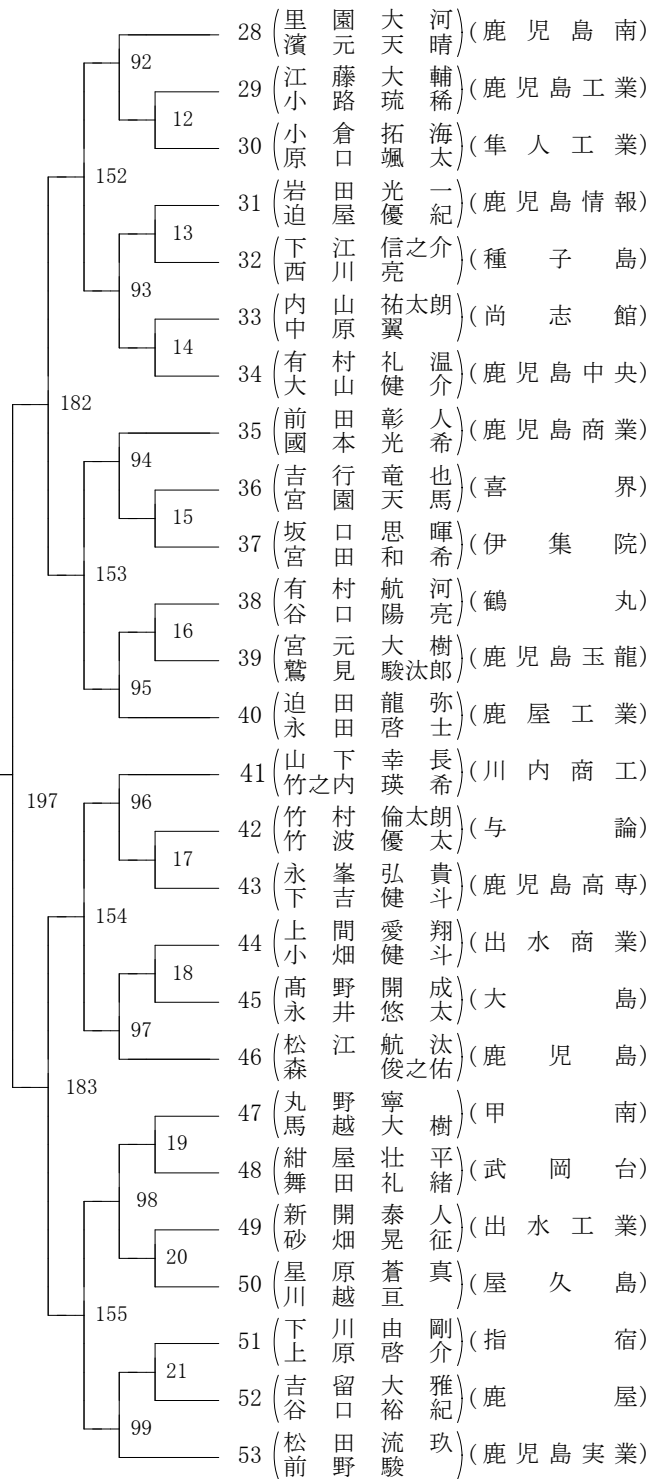 28 (里園大河 濱元天晴) (鹿児島南)
92
29 (江藤大輔 小路琉稀) (鹿児島工業)
12
30 (小倉拓海 原口颯太) (隼人工業)
152
31 (岩田光一 迫屋優紀) (鹿児島情報)
13
32 (下江信之介 西川亮) (種子島)
93
33 (内山祐太朗 中原翼) (尚志館)
14
34 (有村礼温 大山健介) (鹿児島中央)
182
35 (前田彰人 國本光希) (鹿児島商業)
94
36 (吉行竜也 宮園天馬) (喜界)
15
37 (坂口思暉 宮田和希) (伊集院)
153
38 (有村航河 谷口陽亮) (鶴丸)
16
39 (宮元大樹 鷲見駿汰郎) (鹿児島玉龍)
95
40 (迫田龍弥 永田啓士) (鹿屋工業)
197
41 (山下幸長 竹之内瑛希) (川内商工)
96
42 (竹村倫太朗 竹波優太) (与論)
17
43 (永峯弘貴 下吉健斗) (鹿児島高専)
154
44 (上間愛翔 小畑健斗) (出水商業)
18
45 (髙野開成 永井悠太) (大島)
97
46 (松江航汰 森俊之佑) (鹿児島)
183
47 (丸野寧 馬越大樹) (甲南)
19
48 (紺屋壮平 舞田礼緒) (武岡台)
98
49 (新開泰人 砂畑晃征) (出水工業)
20
50 (星原蒼真 川越亘) (屋久島)
155
51 (下川由剛 上原啓介) (指宿)
21
52 (吉留大雅 谷口裕紀) (鹿屋)
99
53 (松田流玖 前野駿) (鹿児島実業)